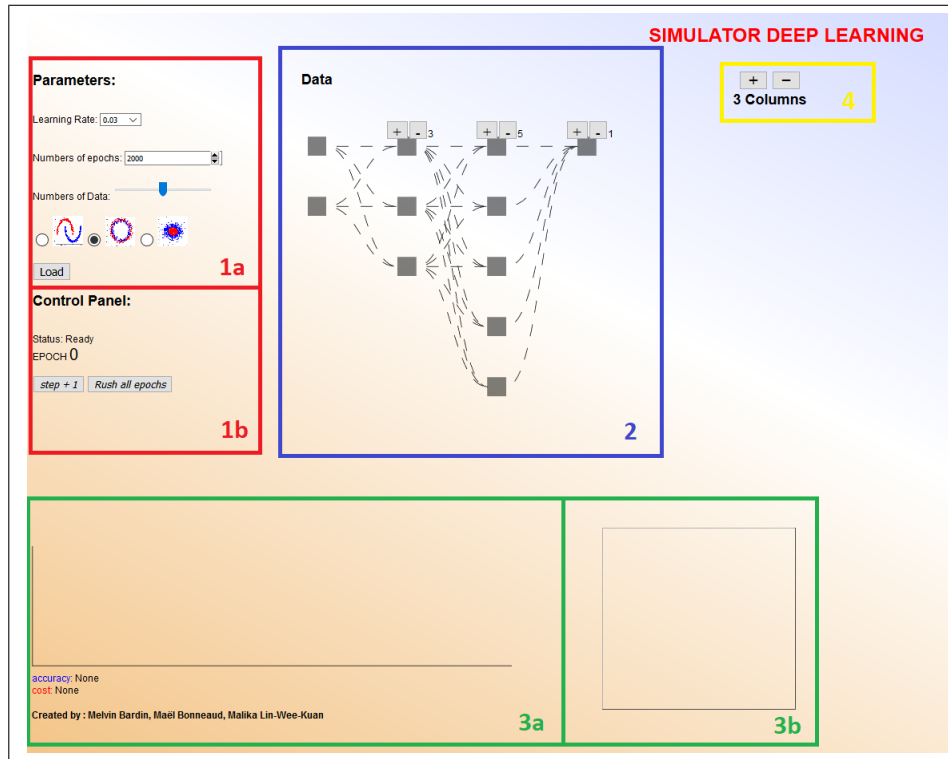 SIMULATOR DEEP LEARNING
Parameters:
Learning Rate: 0.03
Numbers of epochs: 2000
Numbers of Data:
Load
1a
Control Panel:
Status: Ready
EPOCH 0
step + 1 Rush all epochs
1b
Data
+ - 3 + - 5 + - 1
2
+ −
3 Columns
4
accuracy: None
cost: None
Created by : Melvin Bardin, Maël Bonneaud, Malika Lin-Wee-Kuan
3a
3b